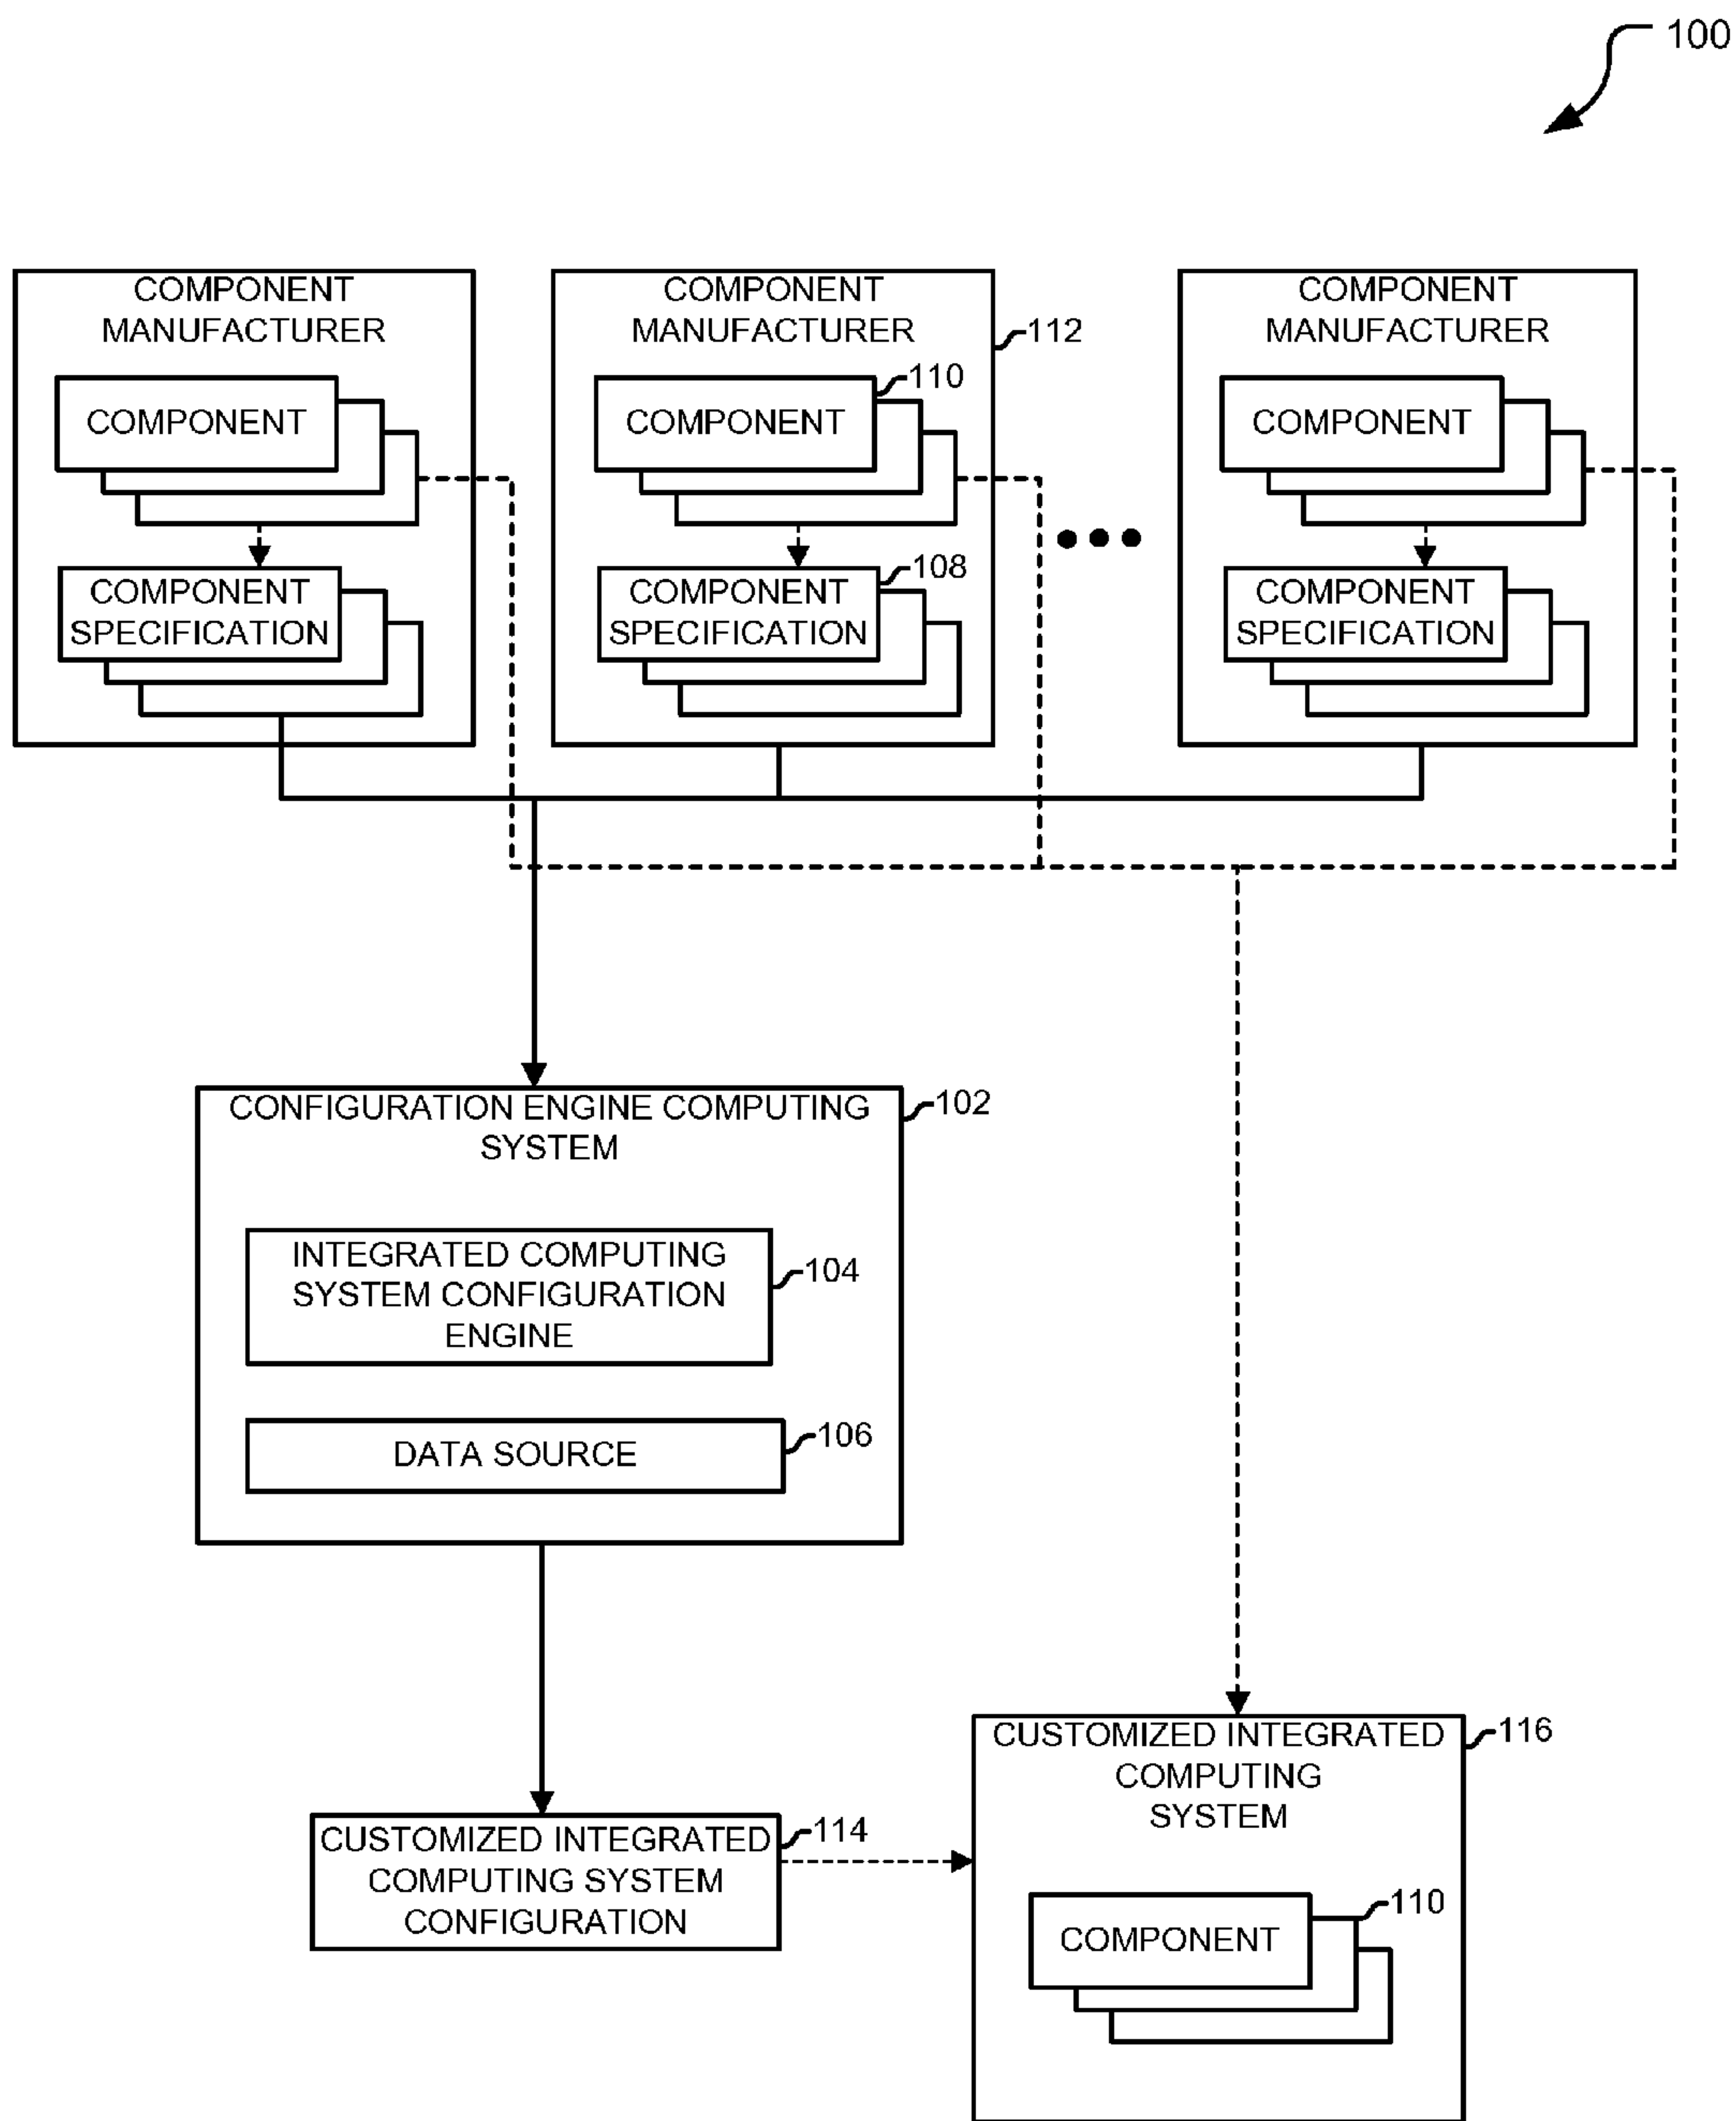 100
COMPONENT
MANUFACTURER
COMPONENT
COMPONENT
SPECIFICATION
COMPONENT
MANUFACTURER
112
110
COMPONENT
108
COMPONENT
SPECIFICATION
COMPONENT
MANUFACTURER
COMPONENT
COMPONENT
SPECIFICATION
CONFIGURATION ENGINE COMPUTING
SYSTEM
102
INTEGRATED COMPUTING
SYSTEM CONFIGURATION
ENGINE
104
DATA SOURCE
106
CUSTOMIZED INTEGRATED
COMPUTING SYSTEM
CONFIGURATION
114
CUSTOMIZED INTEGRATED
COMPUTING
SYSTEM
116
110
COMPONENT